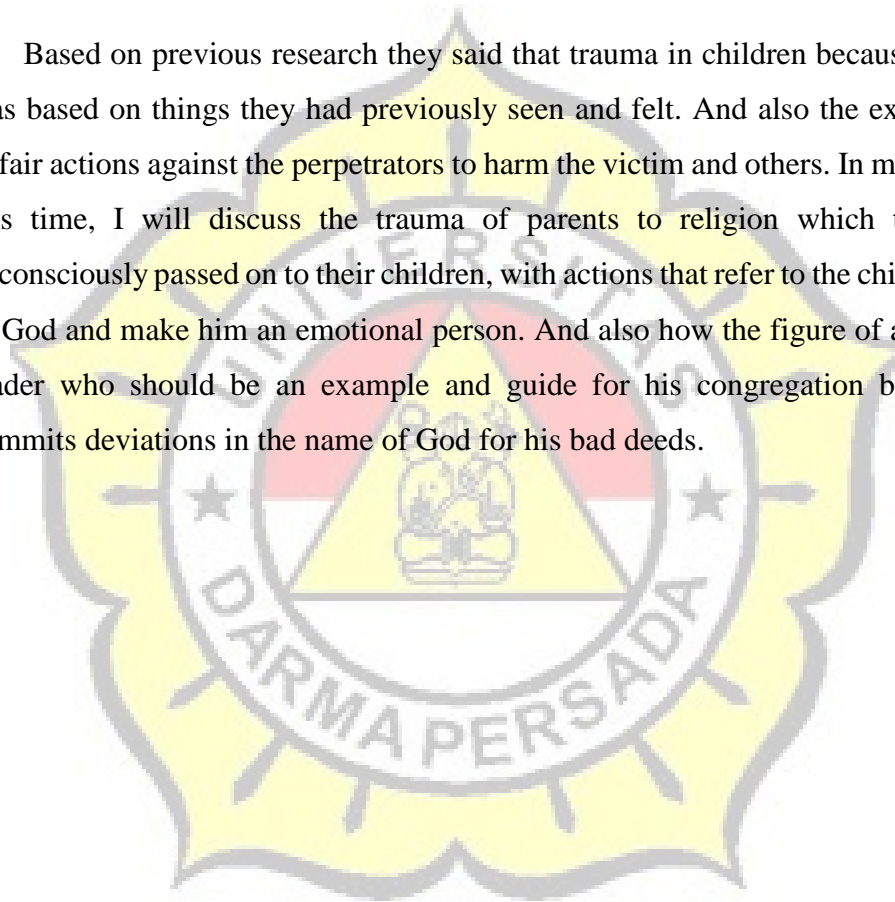 Based on previous research they said that trauma in children becaus
as based on things they had previously seen and felt. And also the ex
fair actions against the perpetrators to harm the victim and others. In m
s time, I will discuss the trauma of parents to religion which t
consciously passed on to their children, with actions that refer to the chi
God and make him an emotional person. And also how the figure of a
ader who should be an example and guide for his congregation b
mmits deviations in the name of God for his bad deeds.
UNIVERSITAS
DARMA PERSADA